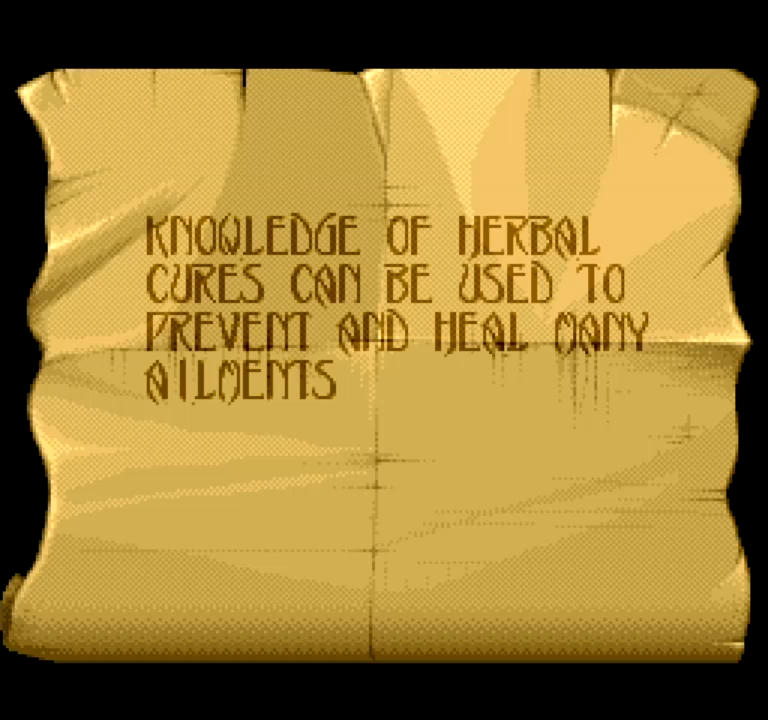 KNOWLEDGE OF HERBAL
CURES CAN BE USED TO
PREVENT AND HEAL MANY
AILMENTS